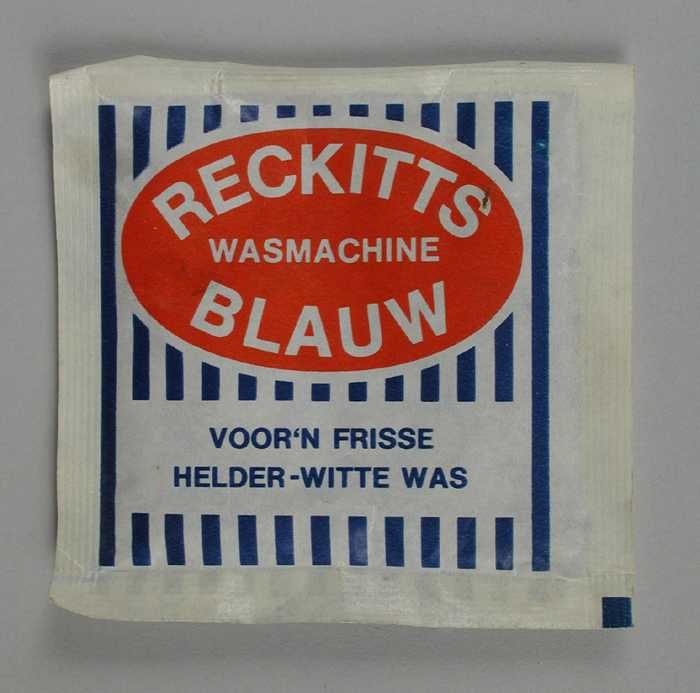 RECKITTS
WASMACHINE
BLAUW
VOOR'N FRISSE
HELDER-WITTE WAS